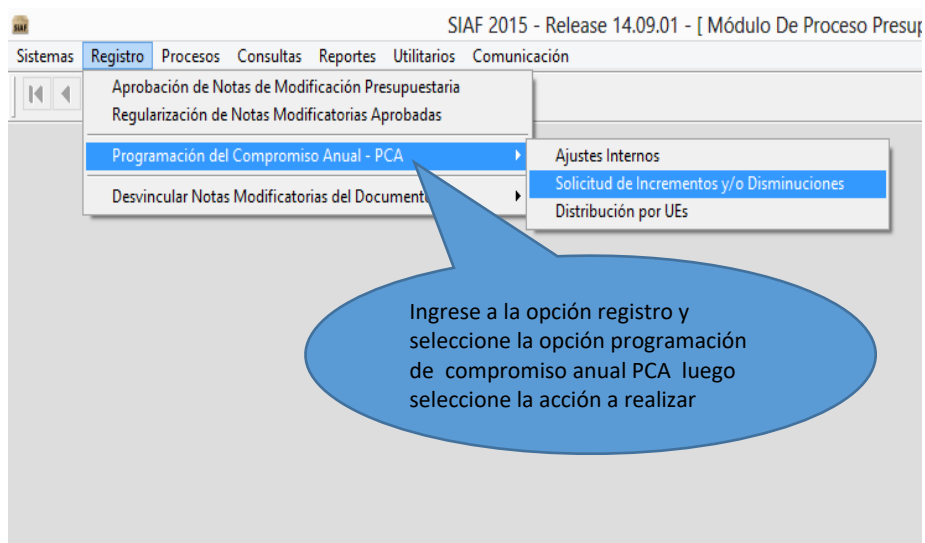 SIAF
SIAF 2015 - Release 14.09.01 - [ Módulo De Proceso Presup
Sistemas Registro Procesos Consultas Reportes Utilitarios Comunicación
Aprobación de Notas de Modificación Presupuestaria
Regularización de Notas Modificatorias Aprobadas
Programación del Compromiso Anual - PCA
Desvincular Notas Modificatorias del Documento
Ajustes Internos
Solicitud de Incrementos y/o Disminuciones
Distribución por UEs
Ingrese a la opción registro y
seleccione la opción programación
de compromiso anual PCA luego
seleccione la acción a realizar